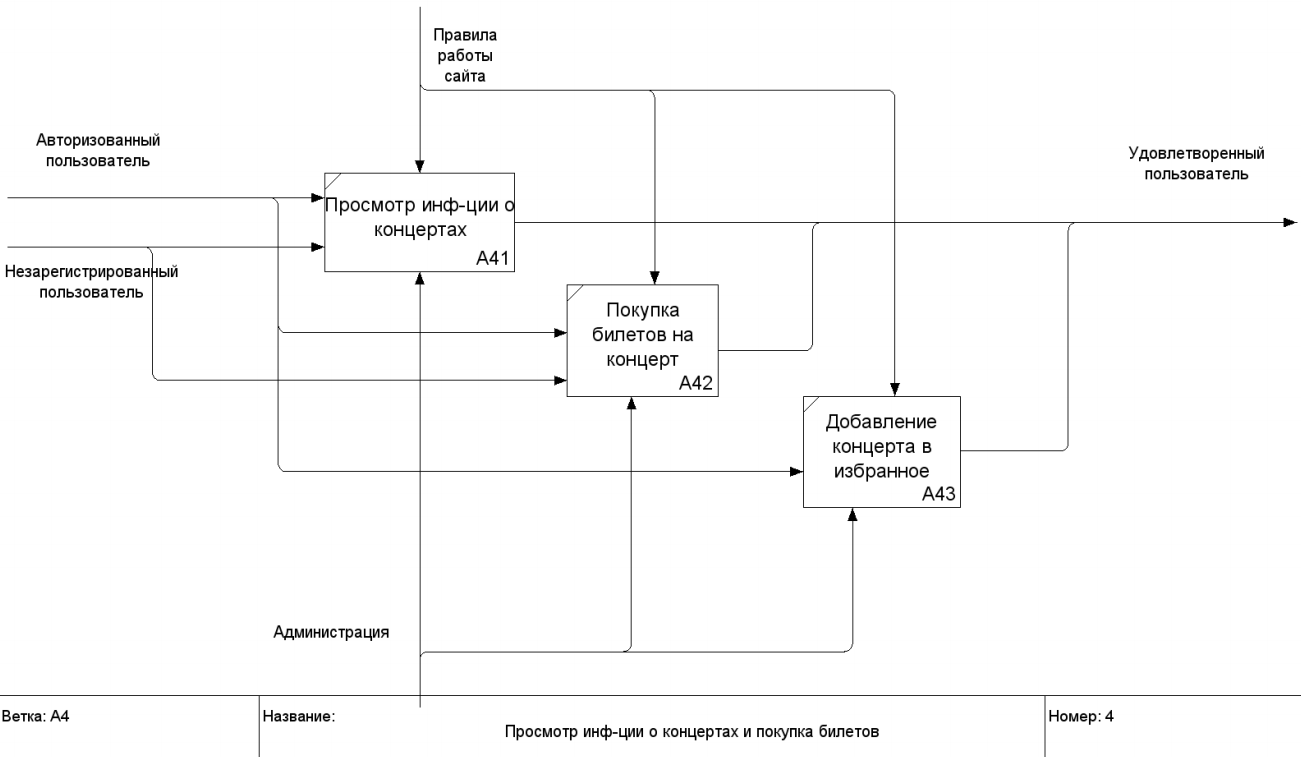 Правила
работы
сайта
Авторизованный
пользователь
Удовлетворенный
пользователь
Просмотр инф-ции о
концертах
A41
Незарегистрированный
пользователь
Покупка
билетов на
концерт
A42
Добавление
концерта в
избранное
A43
Администрация
Ветка: A4
Название:
Просмотр инф-ции о концертах и покупка билетов
Номер: 4